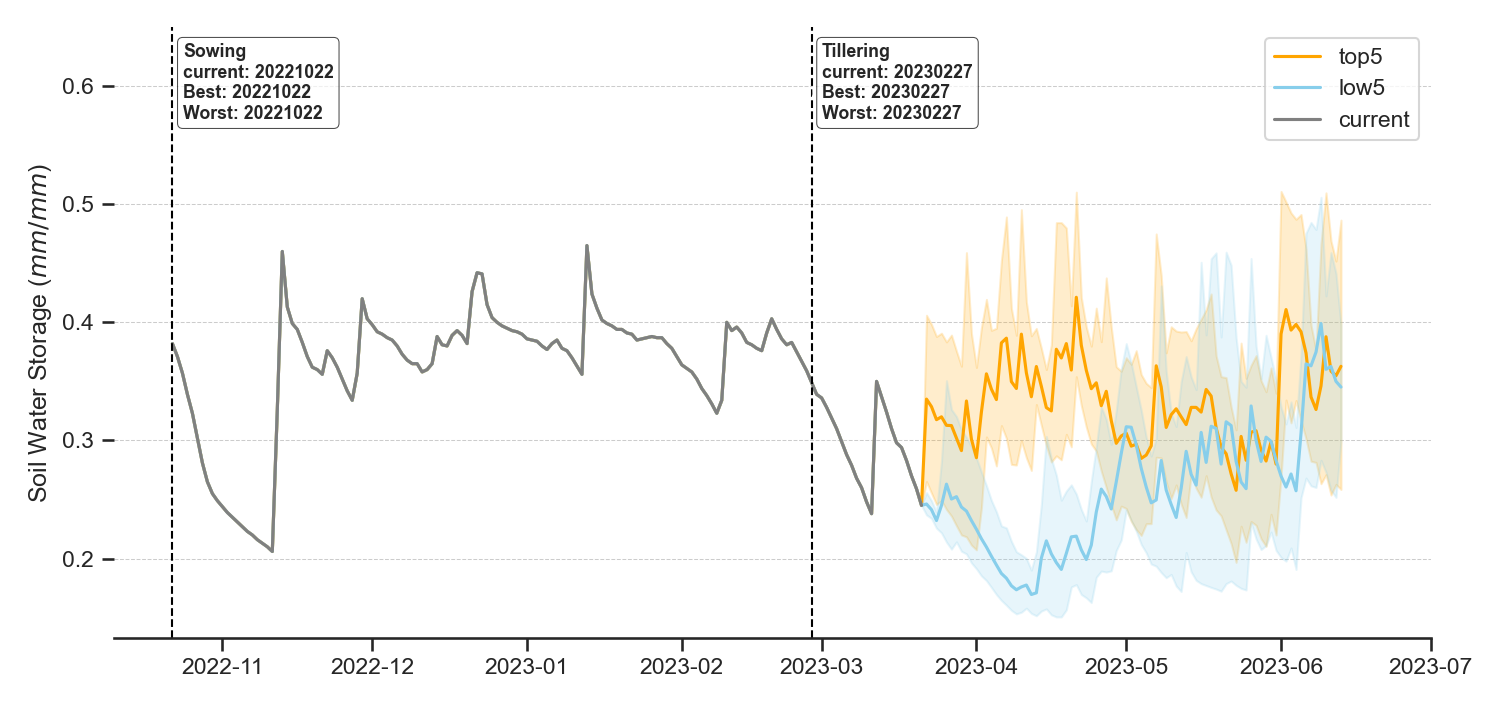 Sowing
current: 20221022
Best: 20221022
Worst: 20221022
Tillering
current: 20230227
Best: 20230227
Worst: 20230227
top5
low5
current
Soil Water Storage (mm/mm)
0.6
0.5
0.4
0.3
0.2
2022-11
2022-12
2023-01
2023-02
2023-03
2023-04
2023-05
2023-06
2023-07